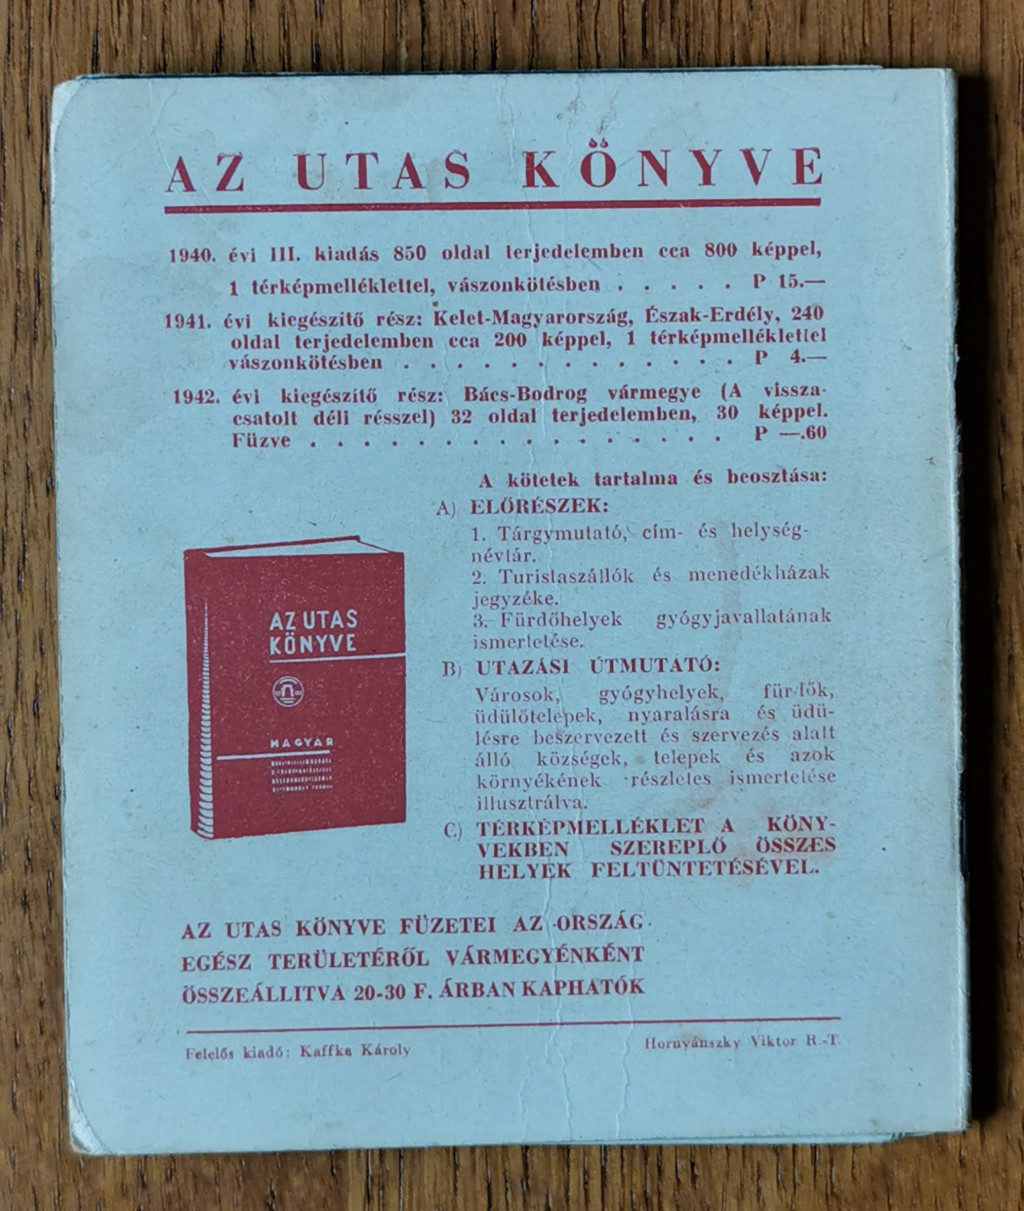 AZ UTAS KÖNYVE
1940. évi III. kiadás 850 oldal terjedelemben cca 800 képpel,
1 térképmelléklettel, vászonkötésben . . . . . P 15.—
1941. évi kiegészítő rész: Kelet-Magyarország, Észak-Erdély, 240
oldal terjedelemben cca 200 képpel, 1 térképmelléklettel
vászonkötésben . . . . . . . . . . . . . P 4.—
1942. évi kiegészítő rész: Bács-Bodrog vármegye (A vissza-
csatolt déli résszel) 32 oldal terjedelemben, 30 képpel.
Fűzve . . . . . . . . . . . . . . . . P —.60
A kötetek tartalma és beosztása:
A) ELŐRÉSZEK:
1. Tárgymutató, cím- és helység-
névtár.
2. Turistaszállók és menedékházak
jegyzéke.
3. Fürdőhelyek gyógyjavallatának
ismertetése.
B) UTAZÁSI ÚTMUTATÓ:
Városok, gyógyhelyek, fürdők,
üdülőtelepek, nyaralásra és üdü-
lésre beszervezett és szervezés alatt
álló községek, telepek és azok
környékének részletes ismertetése
illusztrálva.
C) TÉRKÉPMELLÉKLET A KÖNY-
VEKBEN SZEREPLŐ ÖSSZES
HELYEK FELTÜNTETÉSÉVEL.
AZ UTAS
KÖNYVE
MAGYAR
AZ UTAS KÖNYVE FÜZETEI AZ ORSZÁG
EGÉSZ TERÜLETÉRŐL VÁRMEGYÉNKÉNT
ÖSSZEÁLLITVA 20-30 F. ÁRBAN KAPHATÓK
Felelős kiadó: Kaffka Károly
Hornyánszky Viktor R.-T.